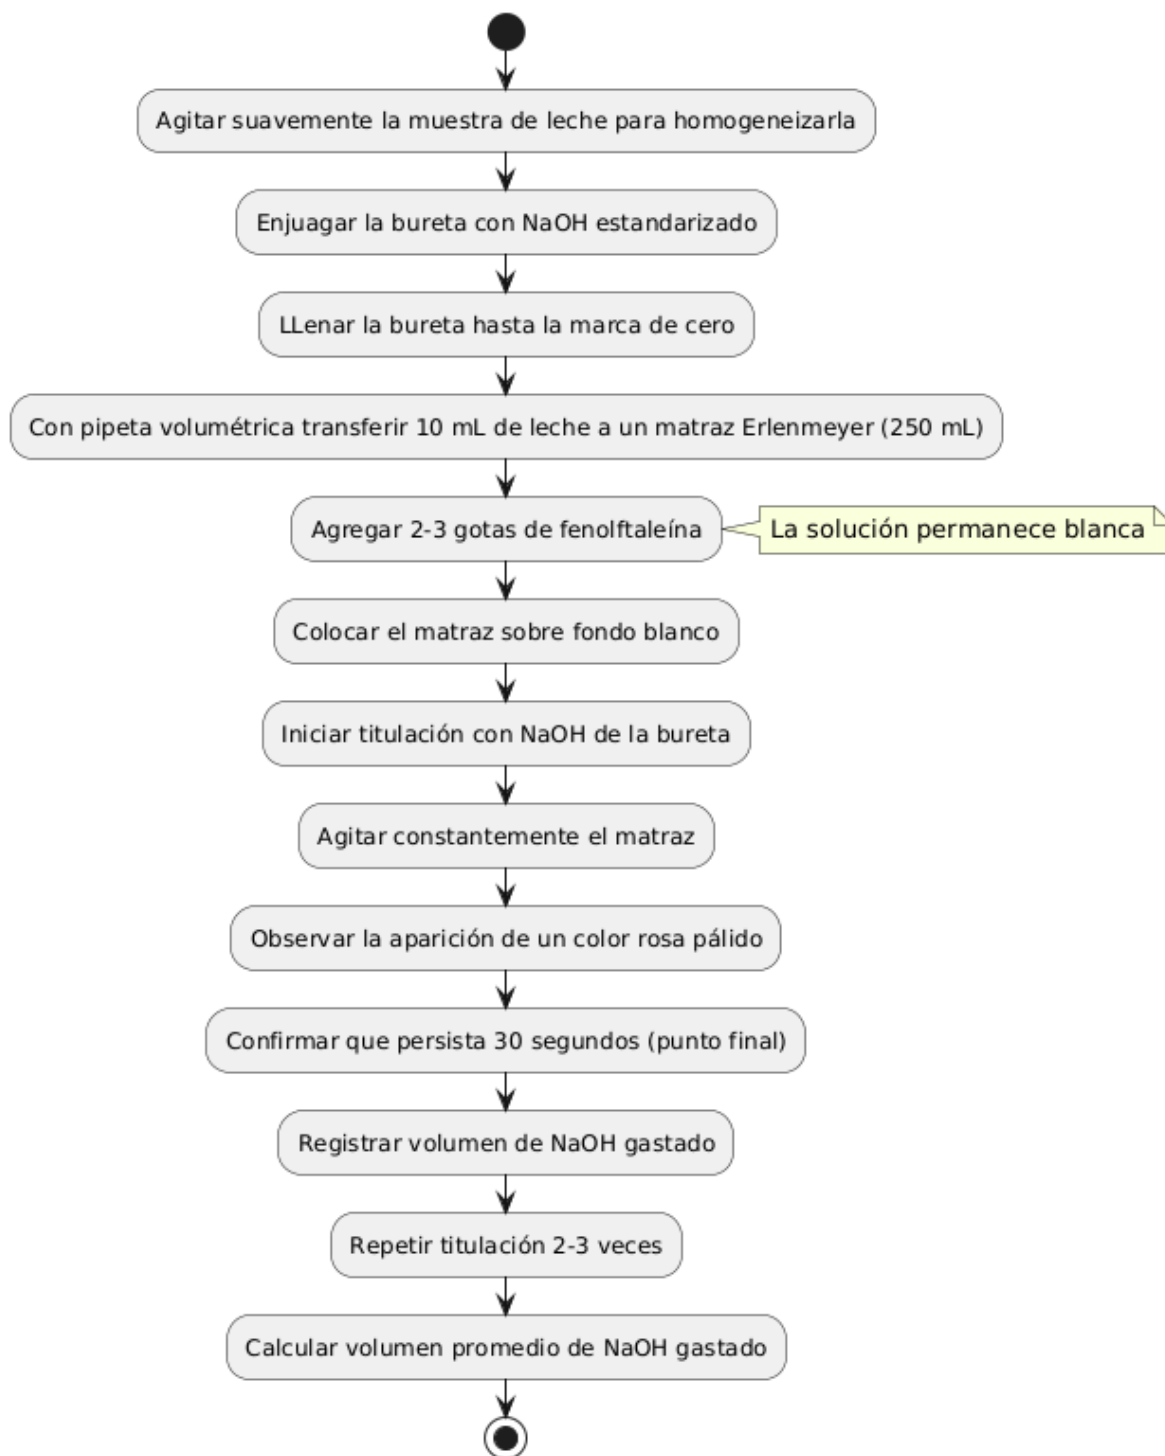 Agitar suavemente la muestra de leche para homogeneizarla
Enjuagar la bureta con NaOH estandarizado
LLenar la bureta hasta la marca de cero
Con pipeta volumétrica transferir 10 mL de leche a un matraz Erlenmeyer (250 mL)
Agregar 2-3 gotas de fenolftaleína
La solución permanece blanca
Colocar el matraz sobre fondo blanco
Iniciar titulación con NaOH de la bureta
Agitar constantemente el matraz
Observar la aparición de un color rosa pálido
Confirmar que persista 30 segundos (punto final)
Registrar volumen de NaOH gastado
Repetir titulación 2-3 veces
Calcular volumen promedio de NaOH gastado